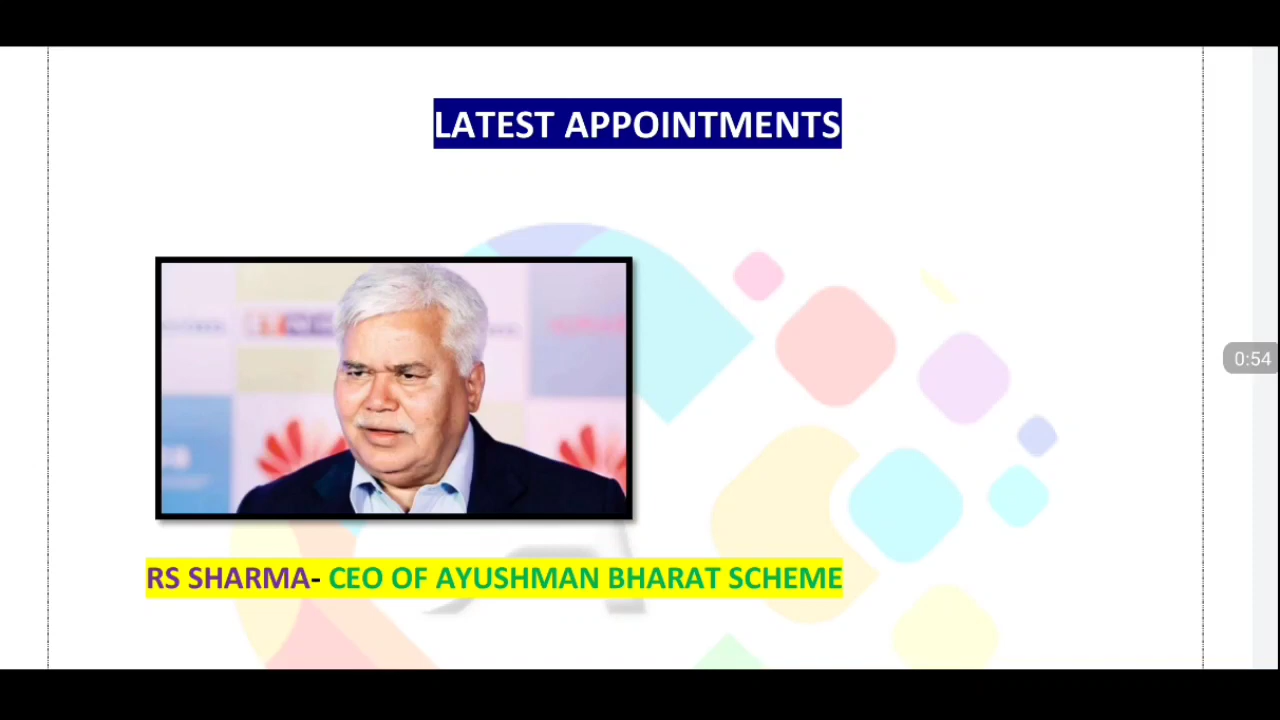 LATEST APPOINTMENTS
0:54
RS SHARMA- CEO OF AYUSHMAN BHARAT SCHEME